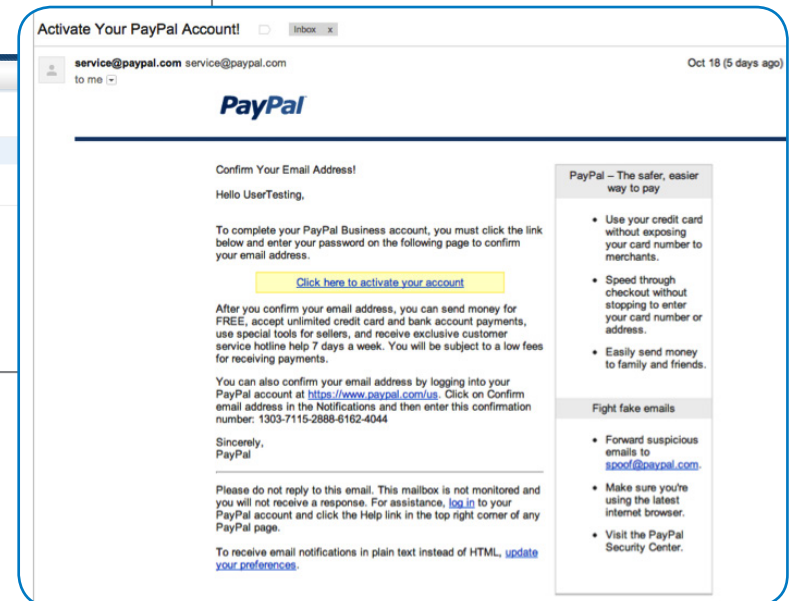 Activate Your PayPal Account!
Inbox x
service@paypal.com service@paypal.com
Oct 18 (5 days ago)
to me
PayPal
Confirm Your Email Address!
Hello UserTesting,
To complete your PayPal Business account, you must click the link
below and enter your password on the following page to confirm
your email address.
Click here to activate your account
After you confirm your email address, you can send money for
FREE, accept unlimited credit card and bank account payments,
use special tools for sellers, and receive exclusive customer
service hotline help 7 days a week. You will be subject to a low fees
for receiving payments.
You can also confirm your email address by logging into your
PayPal account at https://www.paypal.com/us. Click on Confirm
email address in the Notifications and then enter this confirmation
number: 1303-7115-2888-6162-4044
Sincerely,
PayPal
Please do not reply to this email. This mailbox is not monitored and
you will not receive a response. For assistance, log in to your
PayPal account and click the Help link in the top right corner of any
PayPal page.
To receive email notifications in plain text instead of HTML, update
your preferences.
PayPal – The safer, easier
way to pay
• Use your credit card
without exposing
your card number to
merchants.
• Speed through
checkout without
stopping to enter
your card number or
address.
• Easily send money
to family and friends.
Fight fake emails
• Forward suspicious
emails to
spoof@paypal.com.
• Make sure you're
using the latest
internet browser.
• Visit the PayPal
Security Center.